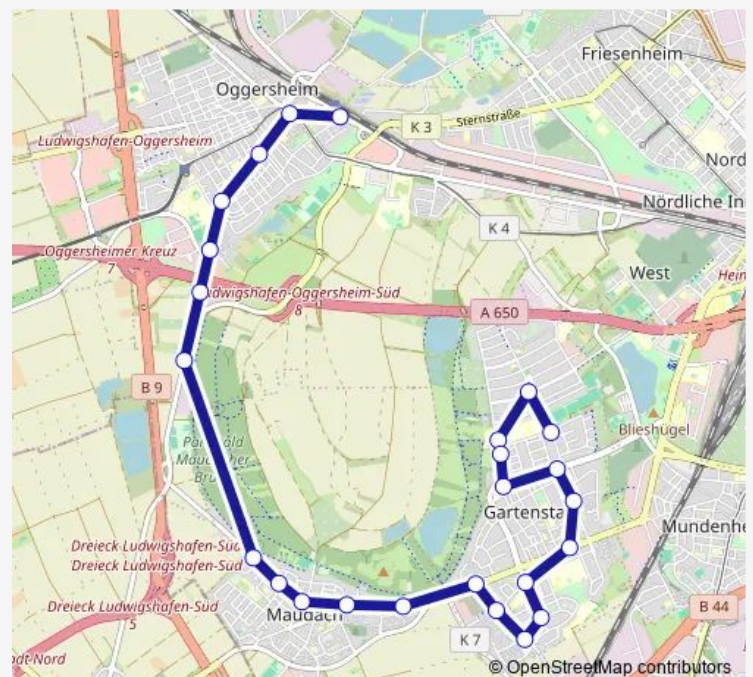 Friesenheim
Oggersheim
K 3
Sternstraße
Ludwigshafen-Oggersheim
Nord
Nördliche In
K 4
Oggersheimer Kreuz
7
West
Hein
dwigshafen-Oggersheim-Süd
8
A 650
B 9
Blieshügel
Gartensta
Mundenhe
Dreieck Ludwigshafen-Süd
Dreieck Ludwigshafen-Süd
Dreieck Ludwigshafen-Süd
5
B 44
Maudach
K 7
dt-Nord
© OpenStreetMap contributors